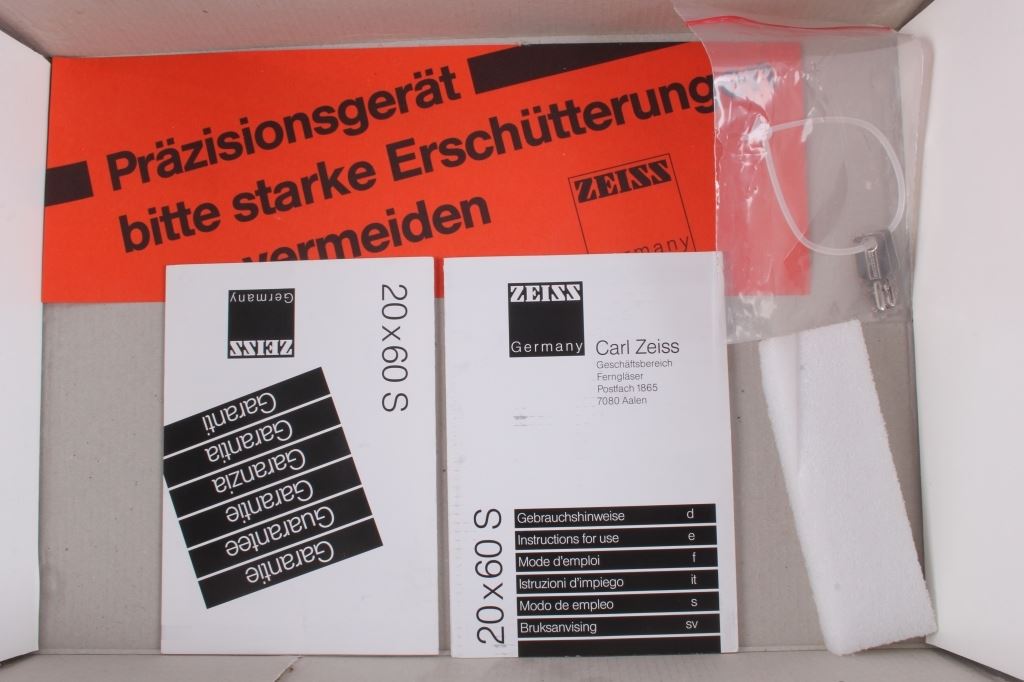 Präzisionsgerät
bitte starke Erschütterung
vermeiden
ZEISS
Germany
ZEISS
Germany
20x60 S
Garantie
Guarantee
Garantie
Garanzia
Garantia
Garanti
ZEISS
Germany
Carl Zeiss
Geschäftsbereich
Ferngläser
Postfach 1865
7080 Aalen
20x60 S
Gebrauchshinweise d
Instructions for use e
Mode d'emploi f
Istruzioni d'impiego it
Modo de empleo s
Bruksanvising sv